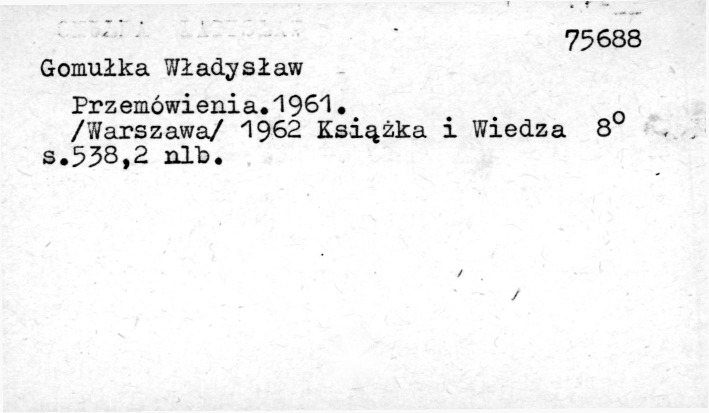 75688
Gomułka Władysław
Przemówienia.1961.
/Warszawa/ 1962 Książka i Wiedza 8°
s.538,2 nlb.